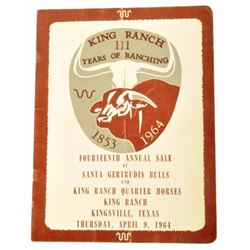 KING RANCH
111
YEARS OF RANCHING
1853 1964
FOURTEENTH ANNUAL SALE
of
SANTA GERTRUDIS BULLS
AND
KING RANCH QUARTER HORSES
KING RANCH
KINGSVILLE, TEXAS
THURSDAY, APRIL 9, 1964